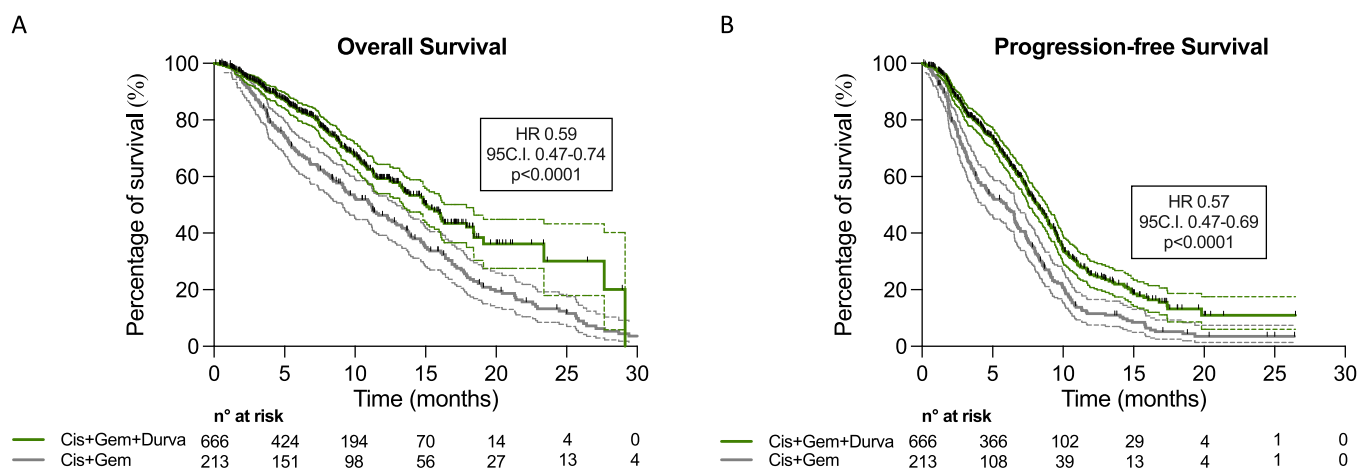 A
Overall Survival
Percentage of survival (%)
100
80
60
40
20
0
HR 0.59
95C.I. 0.47-0.74
p<0.0001
0 5 10 15 20 25 30
Time (months)
n° at risk
Cis+Gem+Durva 666 424 194 70 14 4 0
Cis+Gem 213 151 98 56 27 13 4
B
Progression-free Survival
Percentage of survival (%)
100
80
60
40
20
0
HR 0.57
95C.I. 0.47-0.69
p<0.0001
0 5 10 15 20 25 30
Time (months)
n° at risk
Cis+Gem+Durva 666 366 102 29 4 1 0
Cis+Gem 213 108 39 13 4 1 0